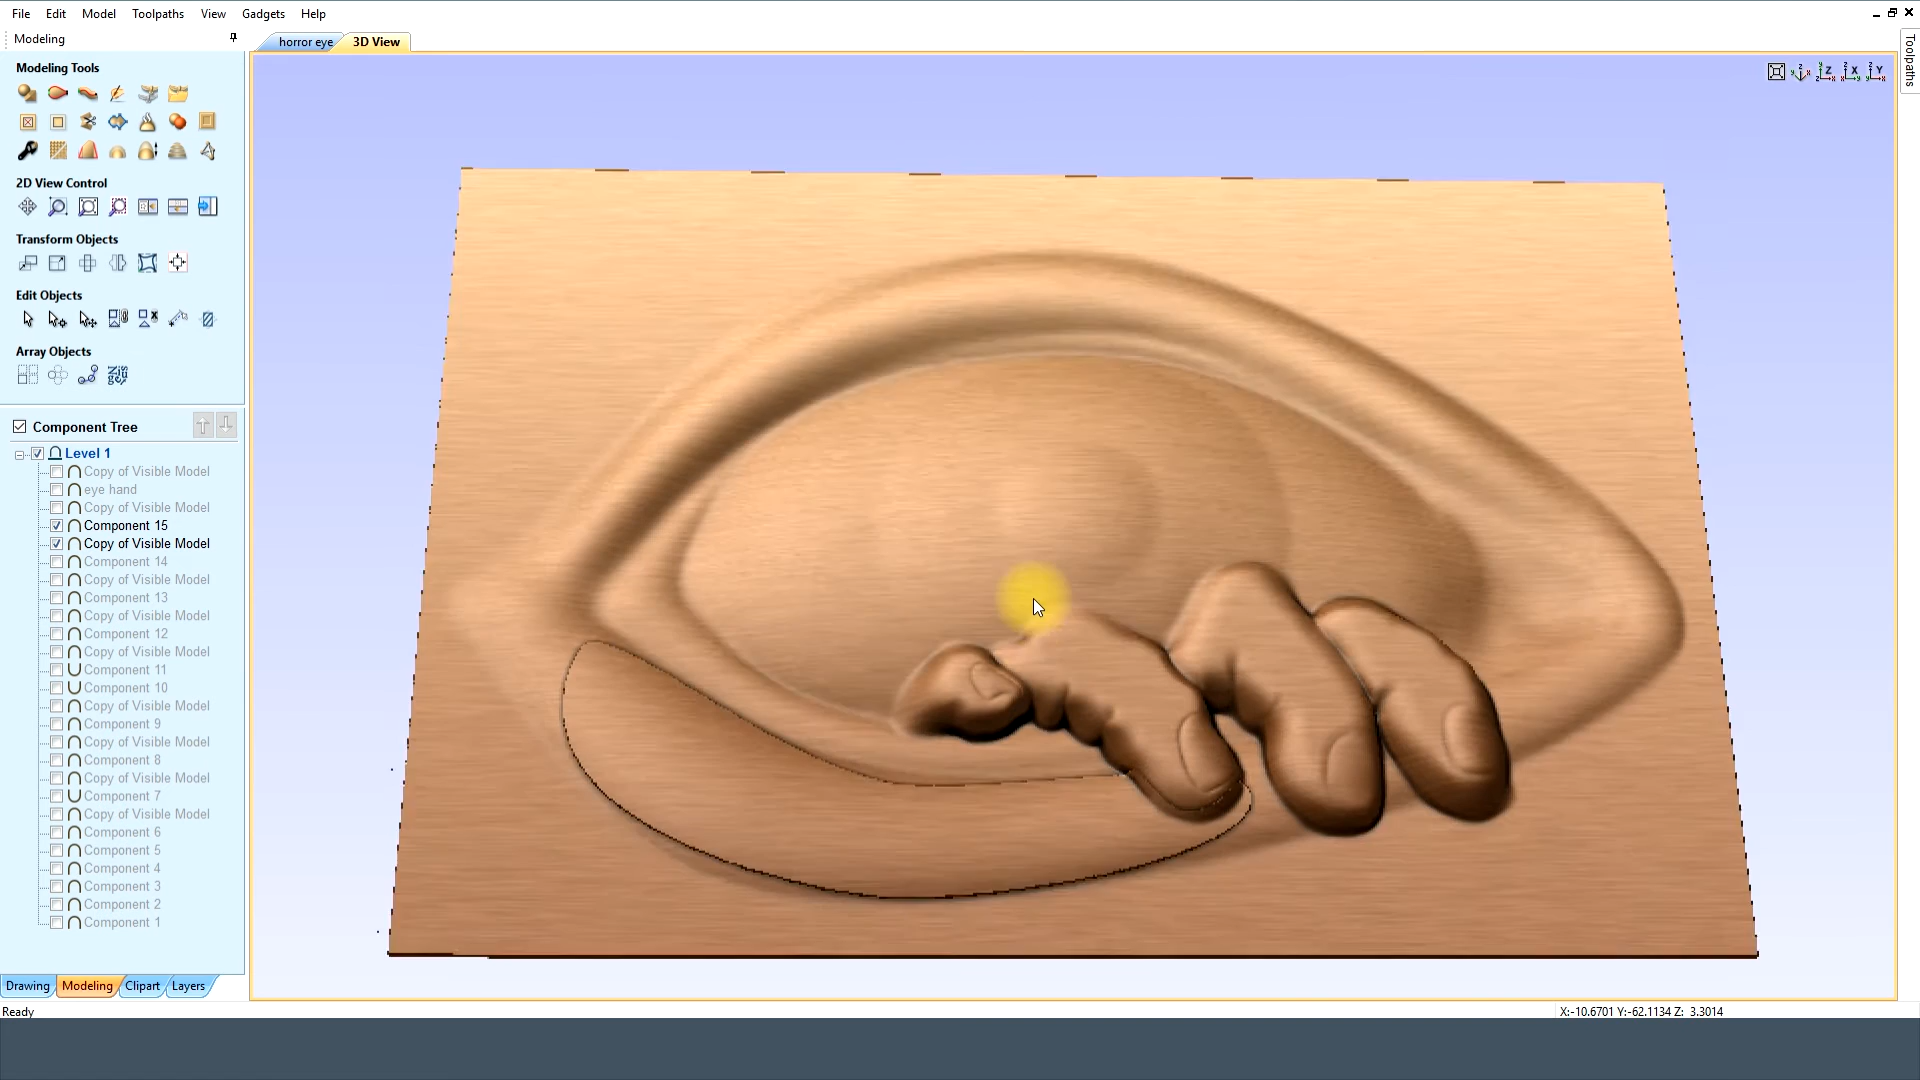 File Edit Model Toolpaths View Gadgets Help
Modeling
horror eye 3D View
Toolpaths
Modeling Tools
2D View Control
Transform Objects
Edit Objects
Array Objects
Component Tree
Level 1
Copy of Visible Model
eye hand
Copy of Visible Model
Component 15
Copy of Visible Model
Component 14
Copy of Visible Model
Component 13
Copy of Visible Model
Component 12
Copy of Visible Model
Component 11
Component 10
Copy of Visible Model
Component 9
Copy of Visible Model
Component 8
Copy of Visible Model
Component 7
Copy of Visible Model
Component 6
Component 5
Component 4
Component 3
Component 2
Component 1
Drawing Modeling Clipart Layers
Ready
X:-10.6701 Y:-62.1134 Z: 3.3014